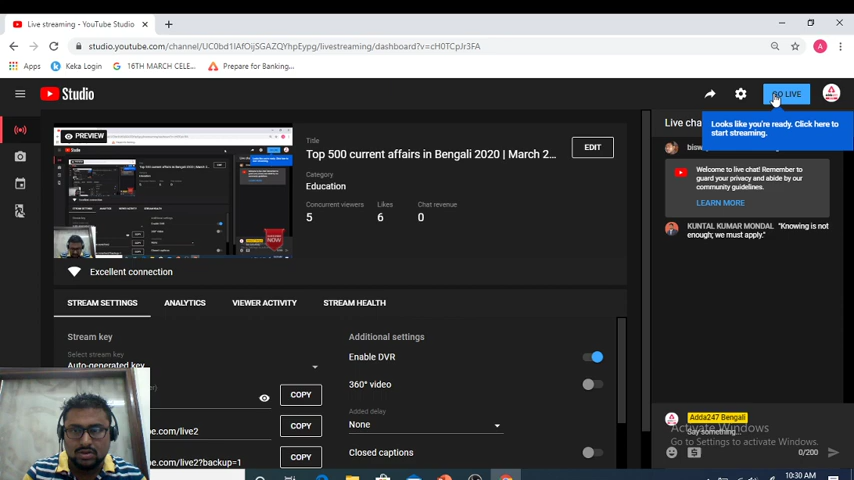 Live streaming - YouTube Studio
studio.youtube.com/channel/UC0bd1IAfOijSGAZQYhpEypg/livestreaming/dashboard?v=cH0TCpJr3FA
Apps
Keka Login
16TH MARCH CELE...
Prepare for Banking...
Studio
GO LIVE
PREVIEW
Title
Top 500 current affairs in Bengali 2020 | March 2...
EDIT
Category
Education
Concurrent viewers
Likes
Chat revenue
5
6
0
Excellent connection
STREAM SETTINGS
ANALYTICS
VIEWER ACTIVITY
STREAM HEALTH
Stream key
Select stream key
Auto-generated key
COPY
be.com/live2
COPY
be.com/live2?backup=1
COPY
Additional settings
Enable DVR
360° video
Added delay
None
Closed captions
Live cha
Looks like you're ready. Click here to
start streaming.
bisw
Welcome to live chat! Remember to
guard your privacy and abide by our
community guidelines.
LEARN MORE
KUNTAL KUMAR MONDAL "Knowing is not
enough; we must apply."
Adda247 Bengali
Say something...
Activate Windows
Go to Settings to activate Windows.
0/200
10:30 AM